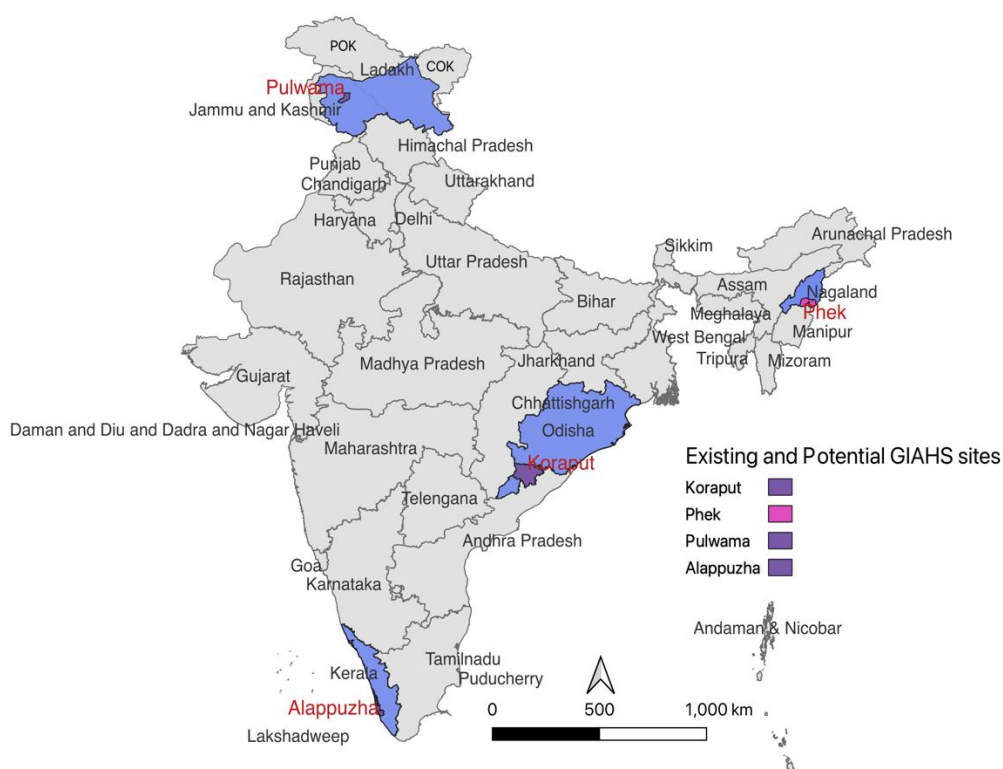 POK
COK
Ladakh
Pulwama
Jammu and Kashmir
Himachal Pradesh
Punjab
Chandigarh
Uttarakhand
Haryana
Delhi
Arunachal Pradesh
Sikkim
Uttar Pradesh
Rajasthan
Assam
Nagaland
Bihar
Meghalaya
Phek
West Bengal
Manipur
Madhya Pradesh
Jharkhand
Tripura
Mizoram
Gujarat
Chhattishgarh
Daman and Diu and Dadra and Nagar Haveli
Odisha
Maharashtra
Koraput
Existing and Potential GIAHS sites
Koraput
Phek
Pulwama
Alappuzha
Telengana
Andhra Pradesh
Goa
Karnataka
Andaman & Nicobar
Kerala
Tamilnadu
Puducherry
Alappuzha
Lakshadweep
0 500 1,000 km